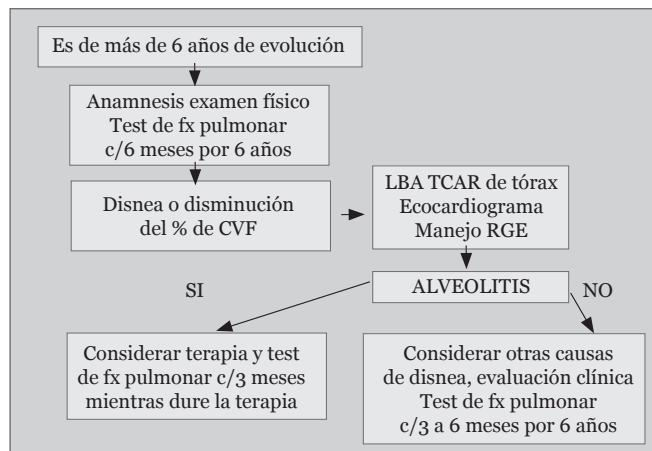 Es de más de 6 años de evolución
Anamnesis examen físico
Test de fx pulmonar
c/6 meses por 6 años
Disnea o disminución
del % de CVF
LBA TCAR de tórax
Ecocardiograma
Manejo RGE
SI
ALVEOLITIS
NO
Considerar terapia y test
de fx pulmonar c/3 meses
mientras dure la terapia
Considerar otras causas
de disnea, evaluación clínica
Test de fx pulmonar
c/3 a 6 meses por 6 años